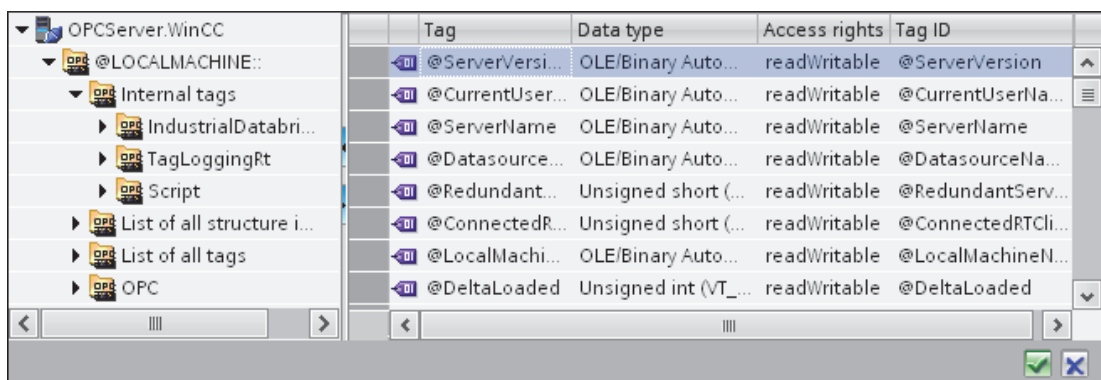 OPCServer.WinCC
@LOCALMACHINE::
Internal tags
IndustrialDatabri...
TagLoggingRt
Script
List of all structure i...
List of all tags
OPC
Tag Data type Access rights Tag ID
@ServerVersi... OLE/Binary Auto... readWritable @ServerVersion
@CurrentUser... OLE/Binary Auto... readWritable @CurrentUserNa...
@ServerName OLE/Binary Auto... readWritable @ServerName
@Datasource... OLE/Binary Auto... readWritable @DatasourceNa...
@Redundant... Unsigned short (... readWritable @RedundantServ...
@ConnectedR... Unsigned short (... readWritable @ConnectedRTCli...
@LocalMachi... OLE/Binary Auto... readWritable @LocalMachineN...
@DeltaLoaded Unsigned int (VT_... readWritable @DeltaLoaded